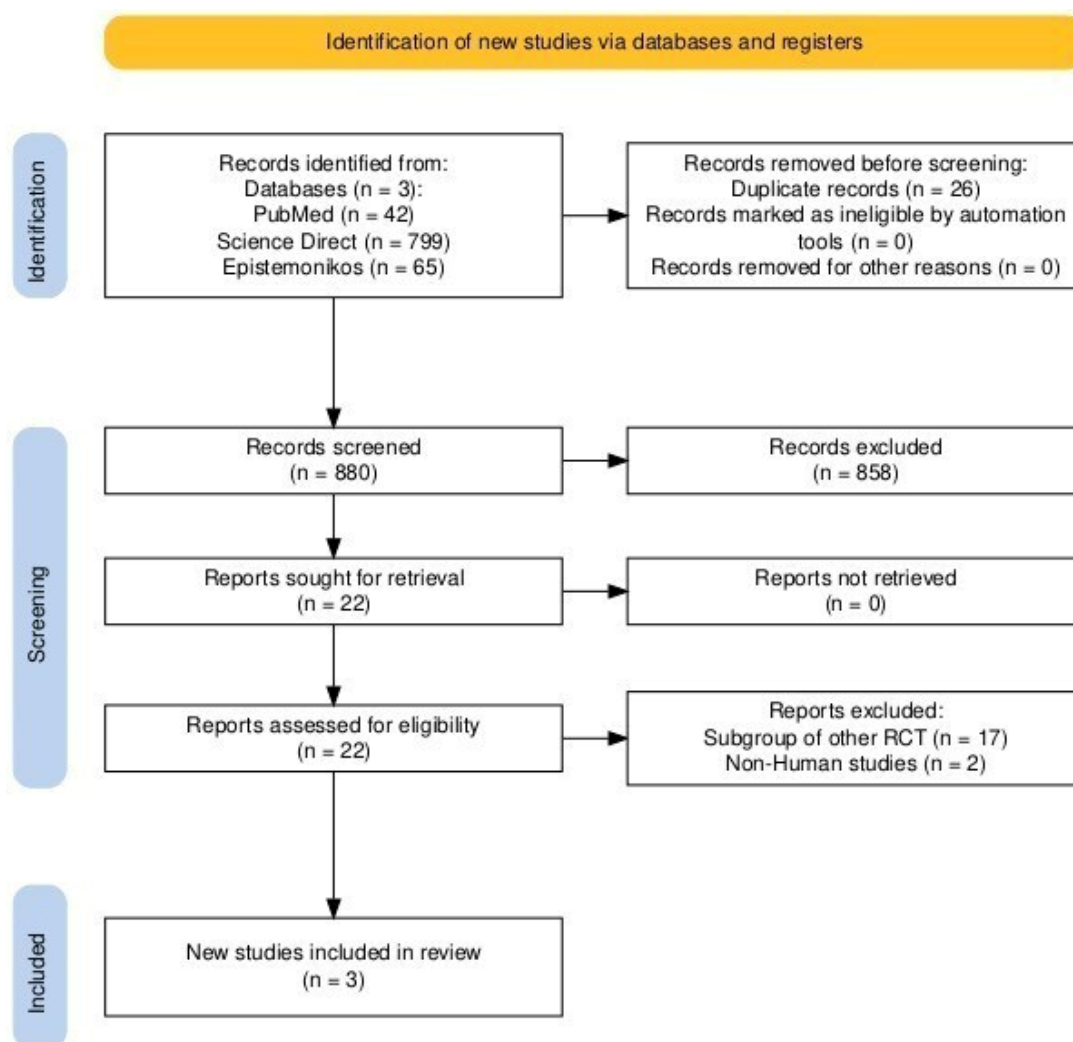 Identification of new studies via databases and registers
Identification
Records identified from:
Databases (n = 3):
PubMed (n = 42)
Science Direct (n = 799)
Epistemonikos (n = 65)
Records removed before screening:
Duplicate records (n = 26)
Records marked as ineligible by automation
tools (n = 0)
Records removed for other reasons (n = 0)
Screening
Records screened
(n = 880)
Records excluded
(n = 858)
Reports sought for retrieval
(n = 22)
Reports not retrieved
(n = 0)
Reports assessed for eligibility
(n = 22)
Reports excluded:
Subgroup of other RCT (n = 17)
Non-Human studies (n = 2)
Included
New studies included in review
(n = 3)